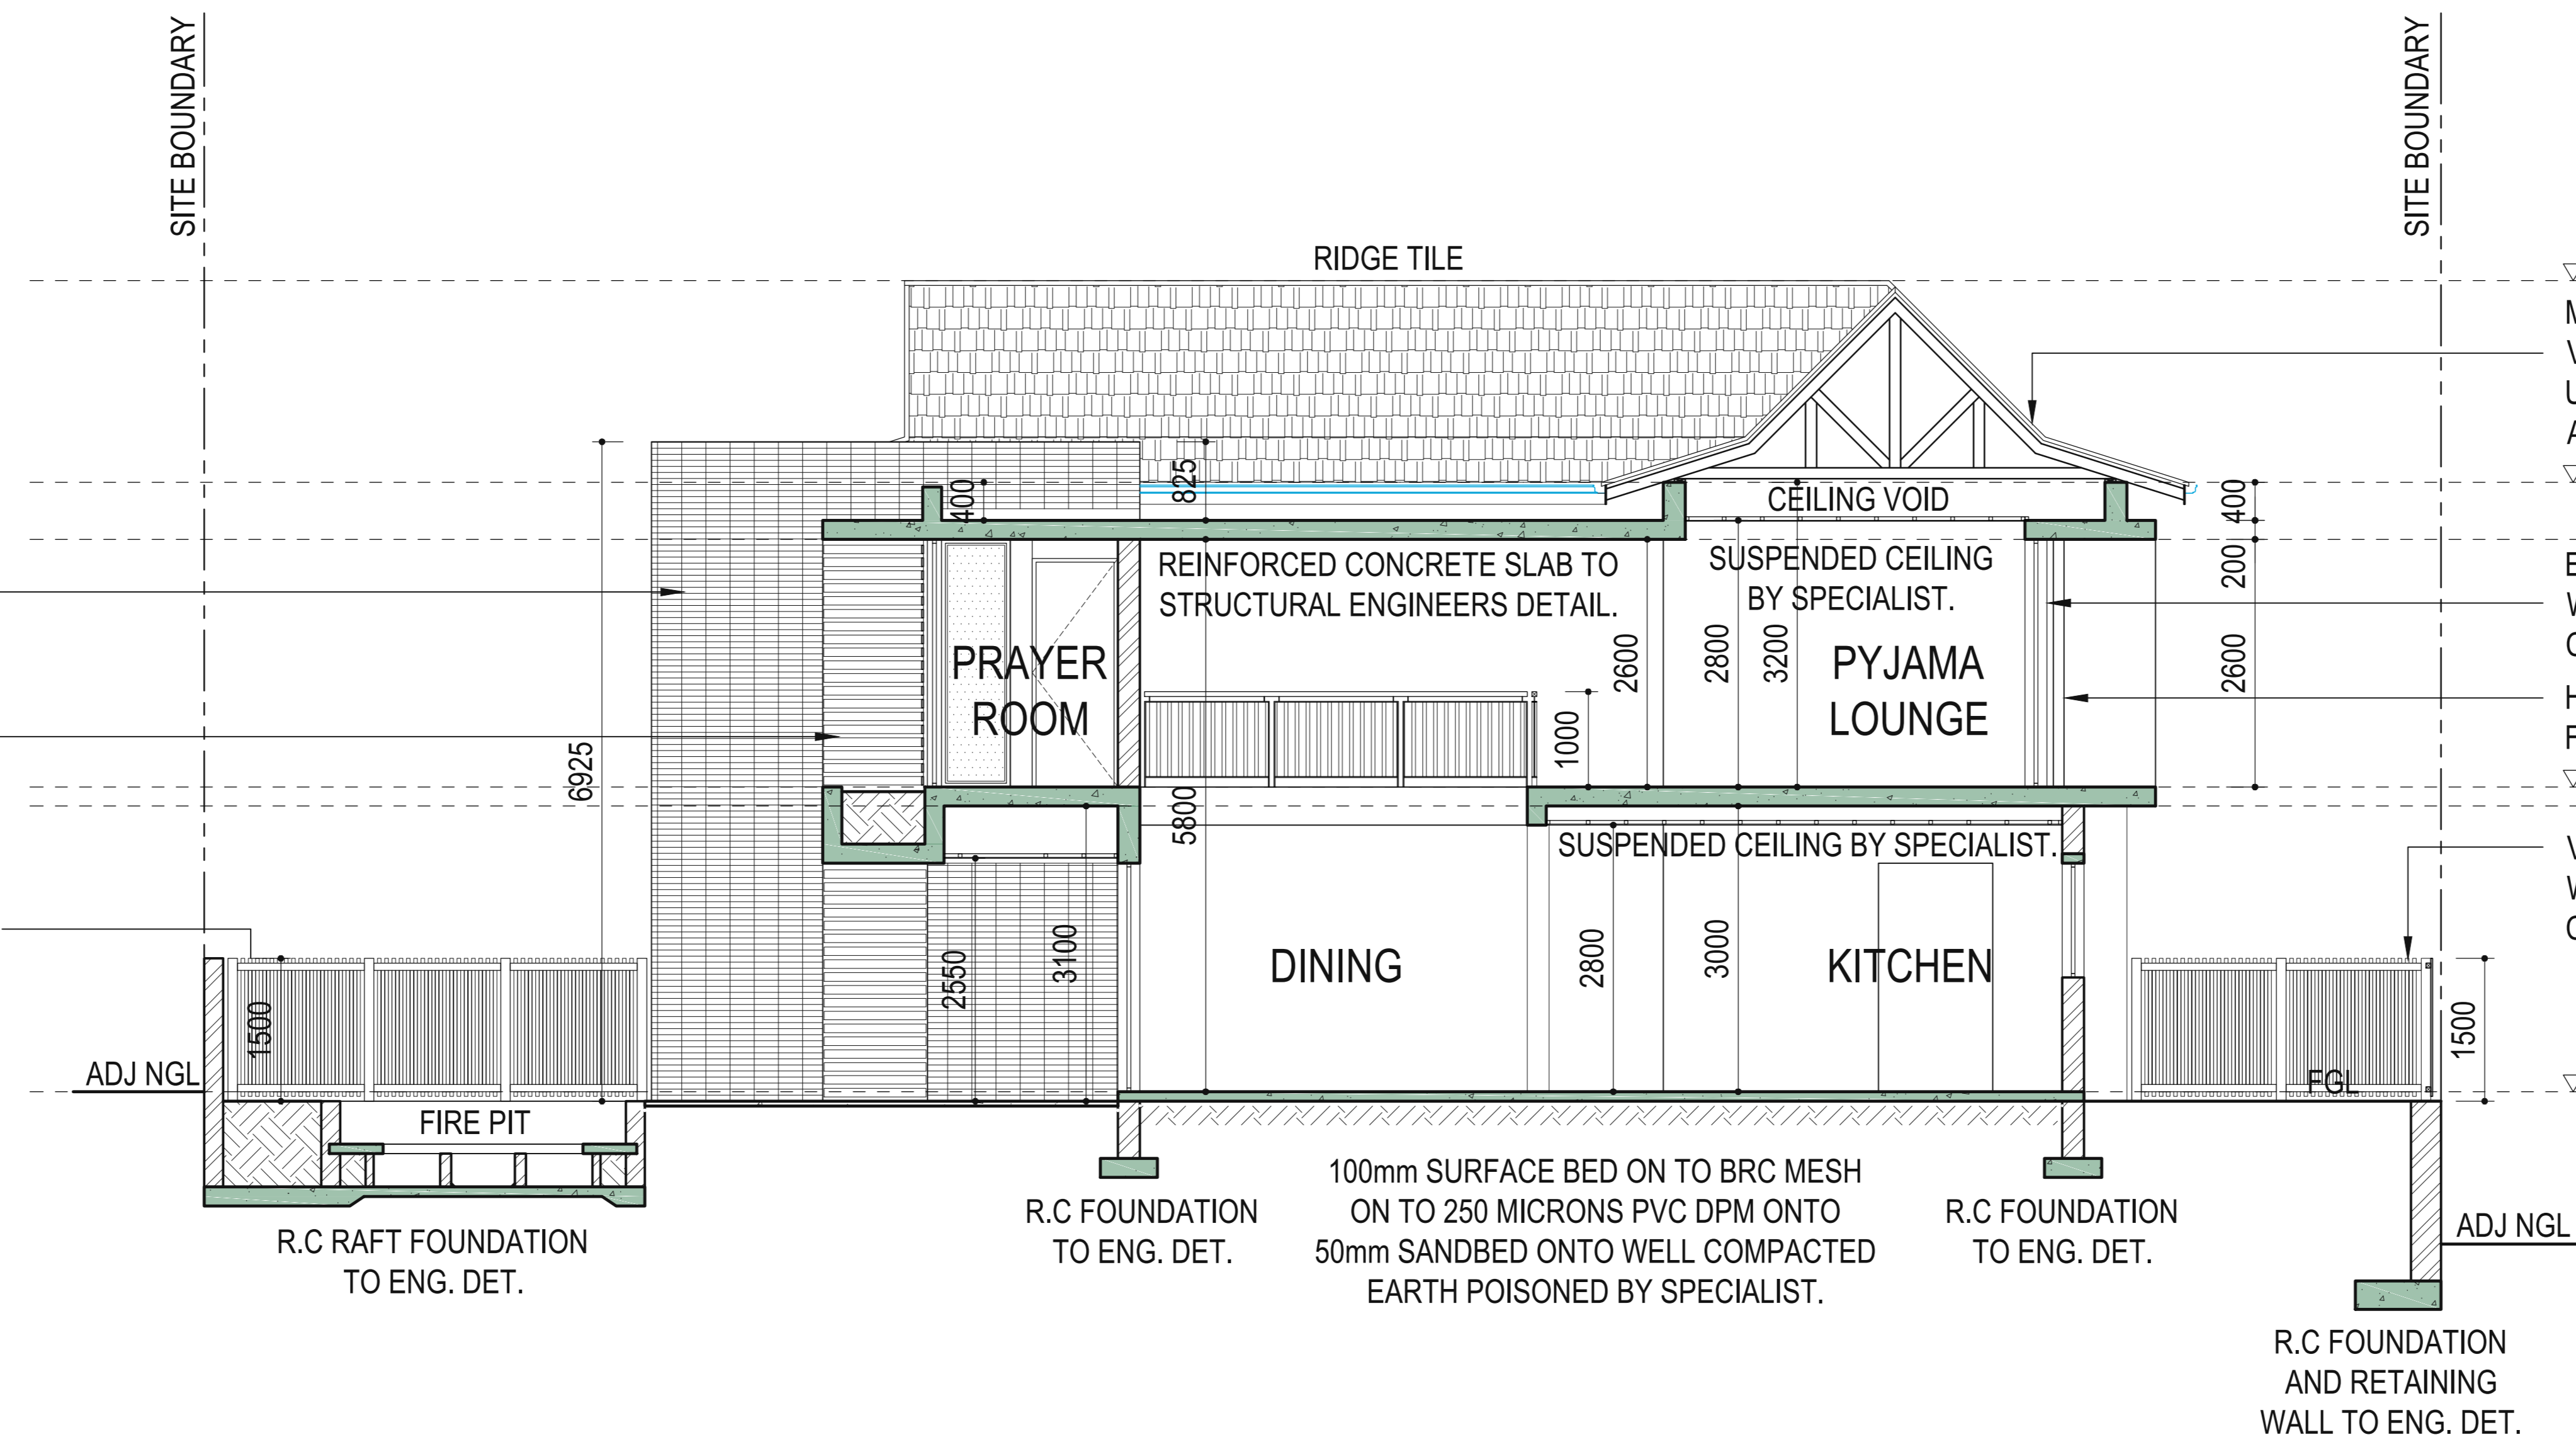 SITE BOUNDARY
SITE BOUNDARY
RIDGE TILE
825
400
CEILING VOID
400
REINFORCED CONCRETE SLAB TO
STRUCTURAL ENGINEERS DETAIL.
SUSPENDED CEILING
BY SPECIALIST.
200
PRAYER
ROOM
2600
2800
3200
PYJAMA
LOUNGE
2600
6925
1000
5800
SUSPENDED CEILING BY SPECIALIST.
2550
3100
DINING
2800
3000
KITCHEN
1500
1500
ADJ NGL
FGL
FIRE PIT
R.C RAFT FOUNDATION
TO ENG. DET.
R.C FOUNDATION
TO ENG. DET.
100mm SURFACE BED ON TO BRC MESH
ON TO 250 MICRONS PVC DPM ONTO
50mm SANDBED ONTO WELL COMPACTED
EARTH POISONED BY SPECIALIST.
R.C FOUNDATION
TO ENG. DET.
ADJ NGL
R.C FOUNDATION
AND RETAINING
WALL TO ENG. DET.